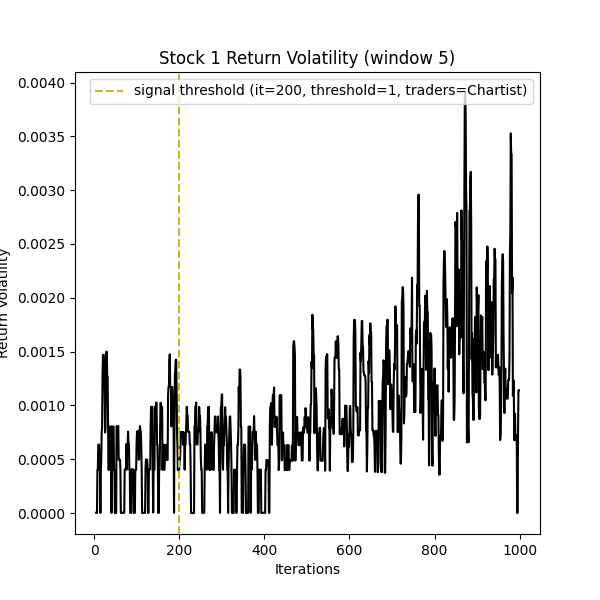 Stock 1 Return Volatility (window 5)
signal threshold (it=200, threshold=1, traders=Chartist)
0.0040
0.0035
0.0030
0.0025
0.0020
0.0015
0.0010
0.0005
0.0000
Return Volatility
0 200 400 600 800 1000
Iterations